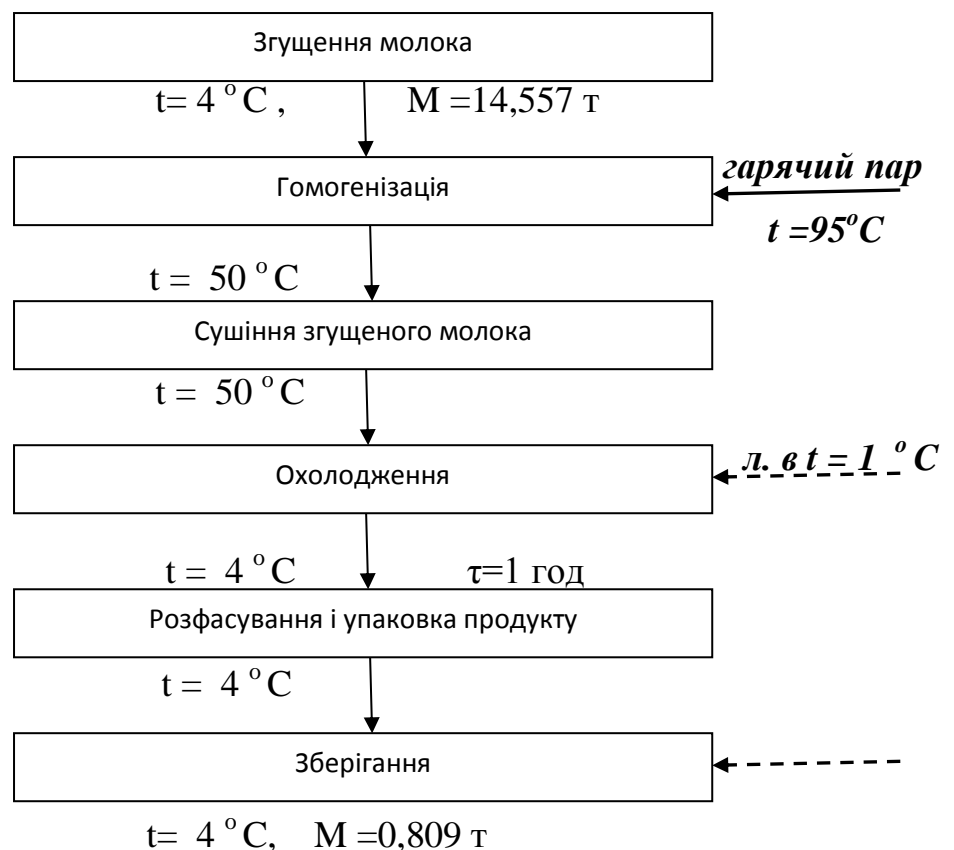 Згущення молока
t= 4 °C , М =14,557 т
Гомогенізація
гарячий пар
t =95°C
t = 50 °C
Сушіння згущеного молока
t = 50 °C
Охолодження
л. в t = 1 °C
t = 4 °C τ=1 год
Розфасування і упаковка продукту
t = 4 °C
Зберігання
t= 4 °C, М =0,809 т